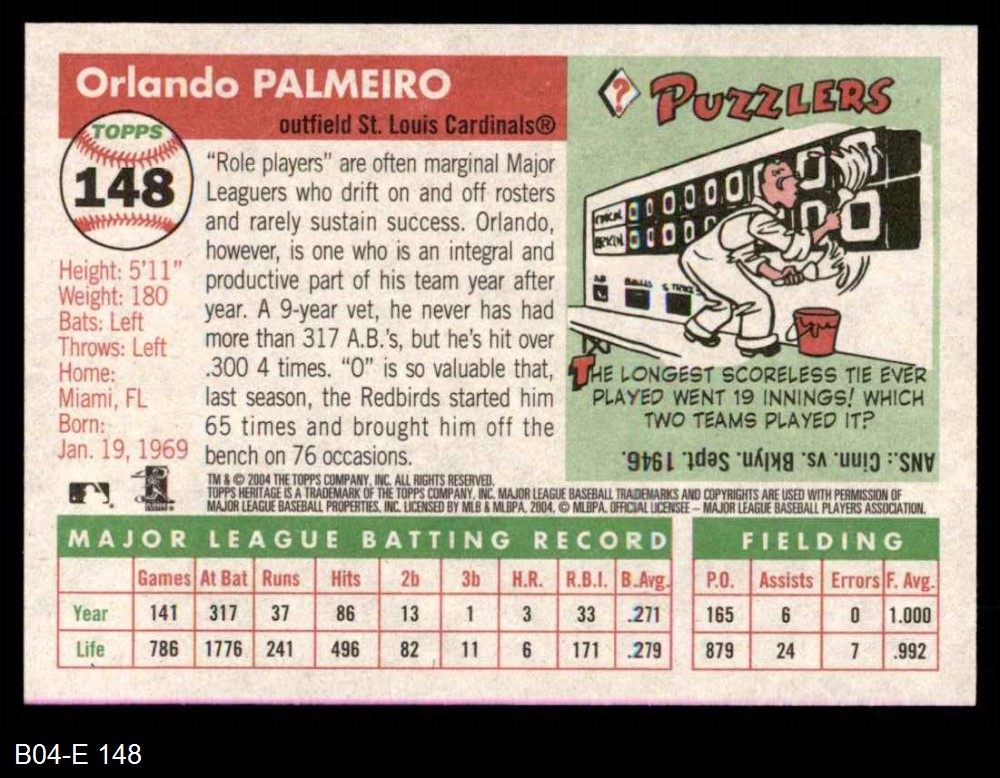 Orlando PALMEIRO
outfield St. Louis Cardinals®
TOPPS
148
Height: 5'11"
Weight: 180
Bats: Left
Throws: Left
Home:
Miami, FL
Born:
Jan. 19, 1969
"Role players" are often marginal Major
Leaguers who drift on and off rosters
and rarely sustain success. Orlando,
however, is one who is an integral and
productive part of his team year after
year. A 9-year vet, he never has had
more than 317 A.B.'s, but he's hit over
.300 4 times. "O" is so valuable that,
last season, the Redbirds started him
65 times and brought him off the
bench on 76 occasions.
? PUZZLERS
THE LONGEST SCORELESS TIE EVER
PLAYED WENT 19 INNINGS! WHICH
TWO TEAMS PLAYED IT?
ANS.: Cinn. vs. Bklyn. Sept. 1946.
TM & © 2004 THE TOPPS COMPANY, INC. ALL RIGHTS RESERVED.
TOPPS HERITAGE IS A TRADEMARK OF THE TOPPS COMPANY, INC. MAJOR LEAGUE BASEBALL TRADEMARKS AND COPYRIGHTS ARE USED WITH PERMISSION OF
MAJOR LEAGUE BASEBALL PROPERTIES, INC. LICENSED BY MLB & MLBPA, 2004. © MLBPA. OFFICIAL LICENSEE – MAJOR LEAGUE BASEBALL PLAYERS ASSOCIATION.
MAJOR LEAGUE BATTING RECORD
Games At Bat Runs Hits 2b 3b H.R. R.B.I. B.Avg.
Year 141 317 37 86 13 1 3 33 .271
Life 786 1776 241 496 82 11 6 171 .279
FIELDING
P.O. Assists Errors F. Avg.
165 6 0 1.000
879 24 7 .992
B04-E 148